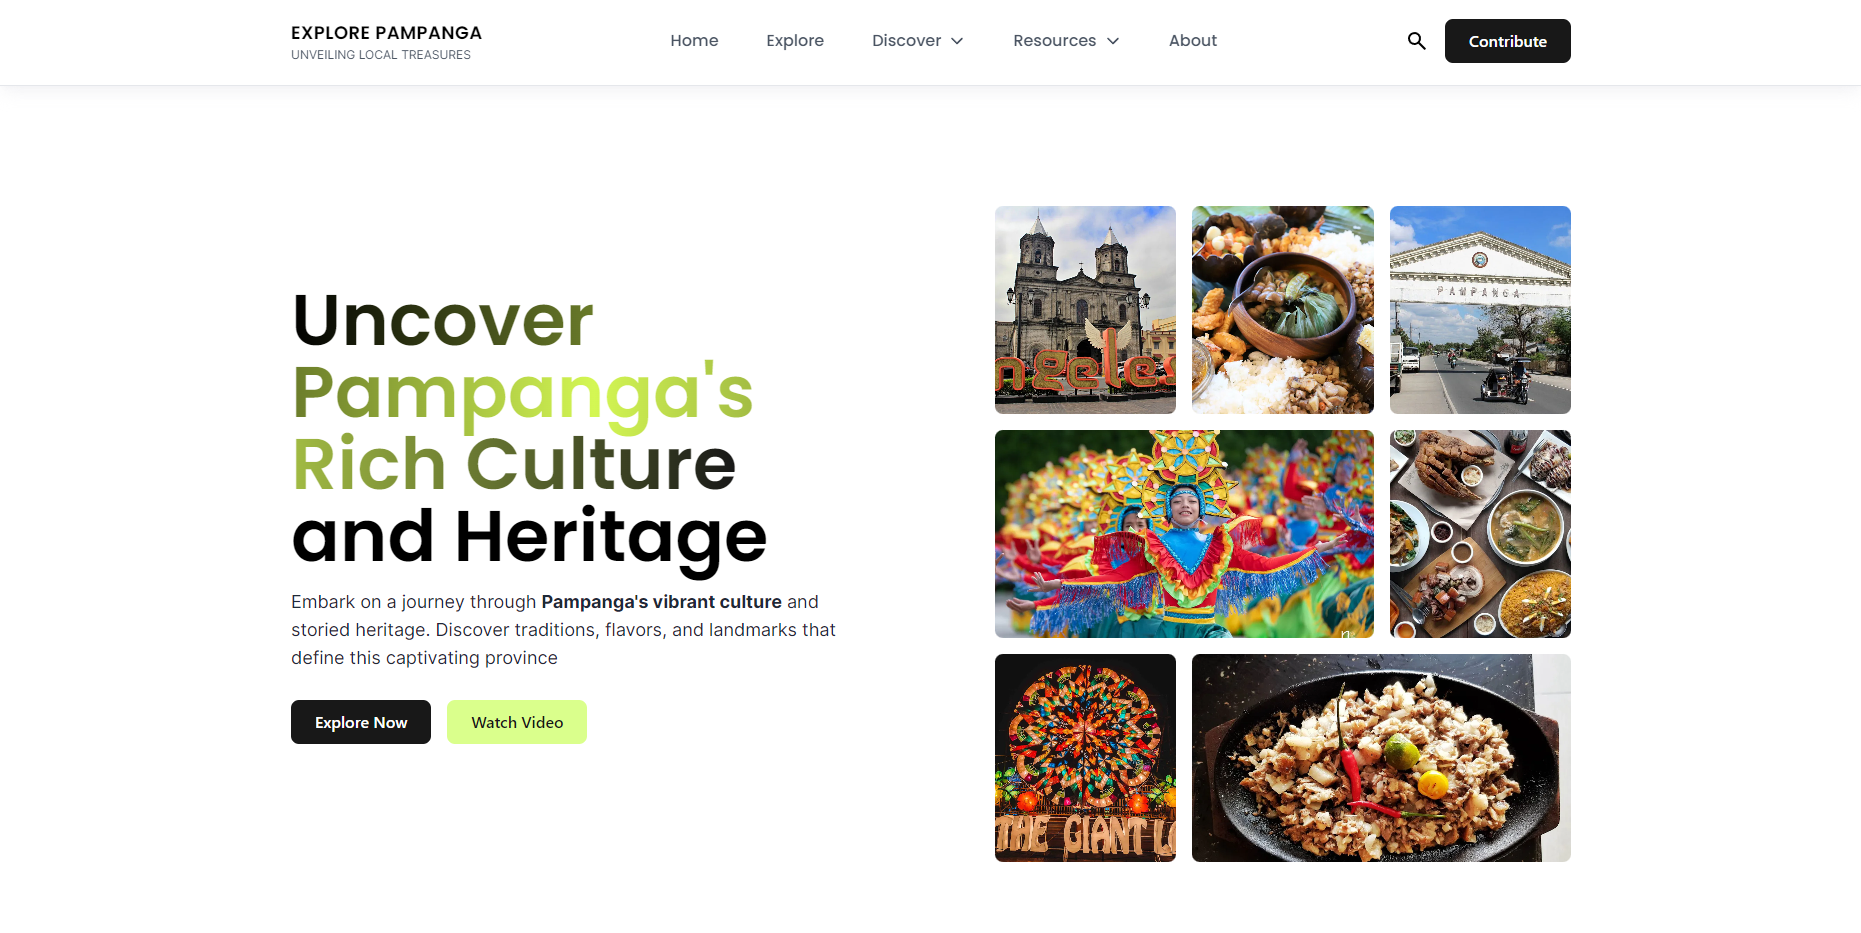 EXPLORE PAMPANGA
UNVEILING LOCAL TREASURES
Home
Explore
Discover
Resources
About
Contribute
Uncover
Pampanga's
Rich Culture
and Heritage
Embark on a journey through Pampanga's vibrant culture and
storied heritage. Discover traditions, flavors, and landmarks that
define this captivating province
Explore Now
Watch Video
ngeles
PAMPANGA
THE GIANT L